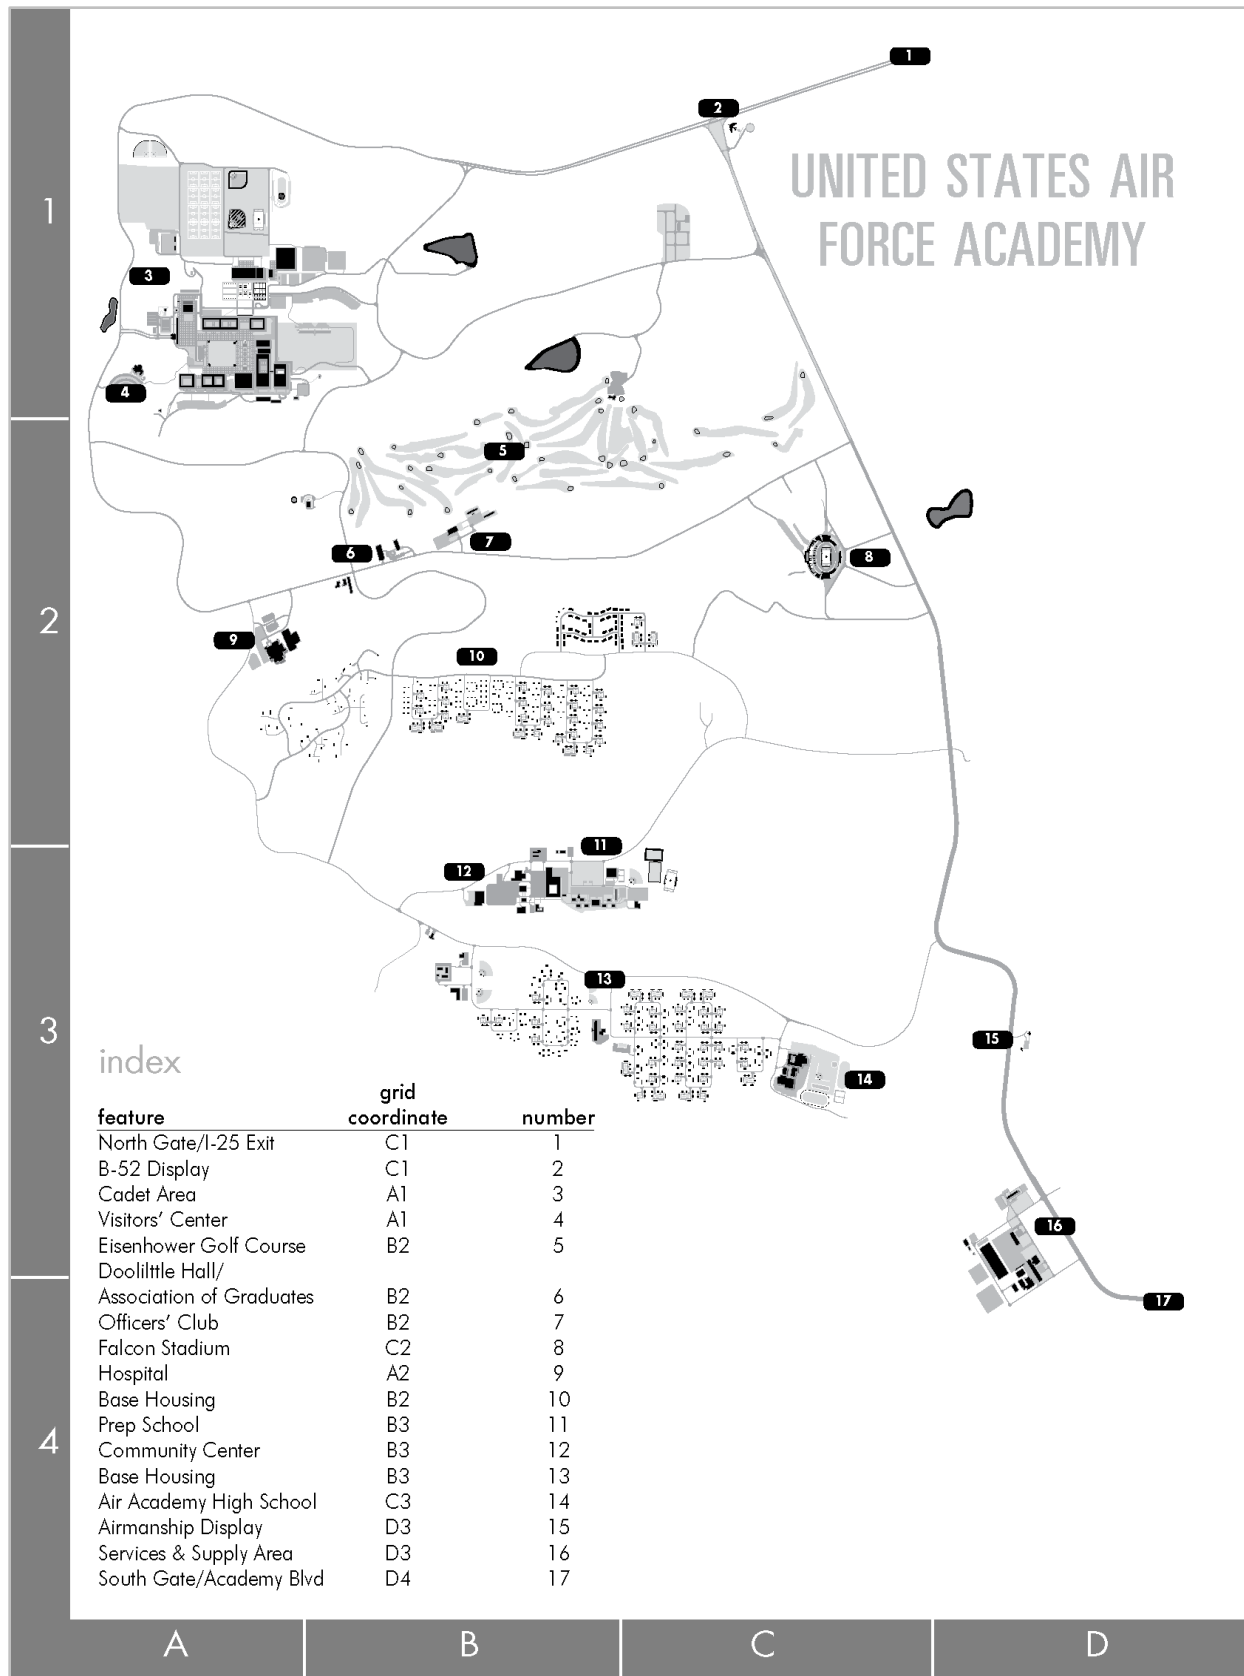 1
2
UNITED STATES AIR
FORCE ACADEMY
1
3
4
5
6
7
8
2
9
10
11
12
13
3
15
14
index
feature grid coordinate number
North Gate/I-25 Exit C1 1
B-52 Display C1 2
Cadet Area A1 3
Visitors' Center A1 4
Eisenhower Golf Course B2 5
Doolilttle Hall/
Association of Graduates B2 6
Officers' Club B2 7
Falcon Stadium C2 8
Hospital A2 9
Base Housing B2 10
Prep School B3 11
Community Center B3 12
Base Housing B3 13
Air Academy High School C3 14
Airmanship Display D3 15
Services & Supply Area D3 16
South Gate/Academy Blvd D4 17
16
17
4
A B C D